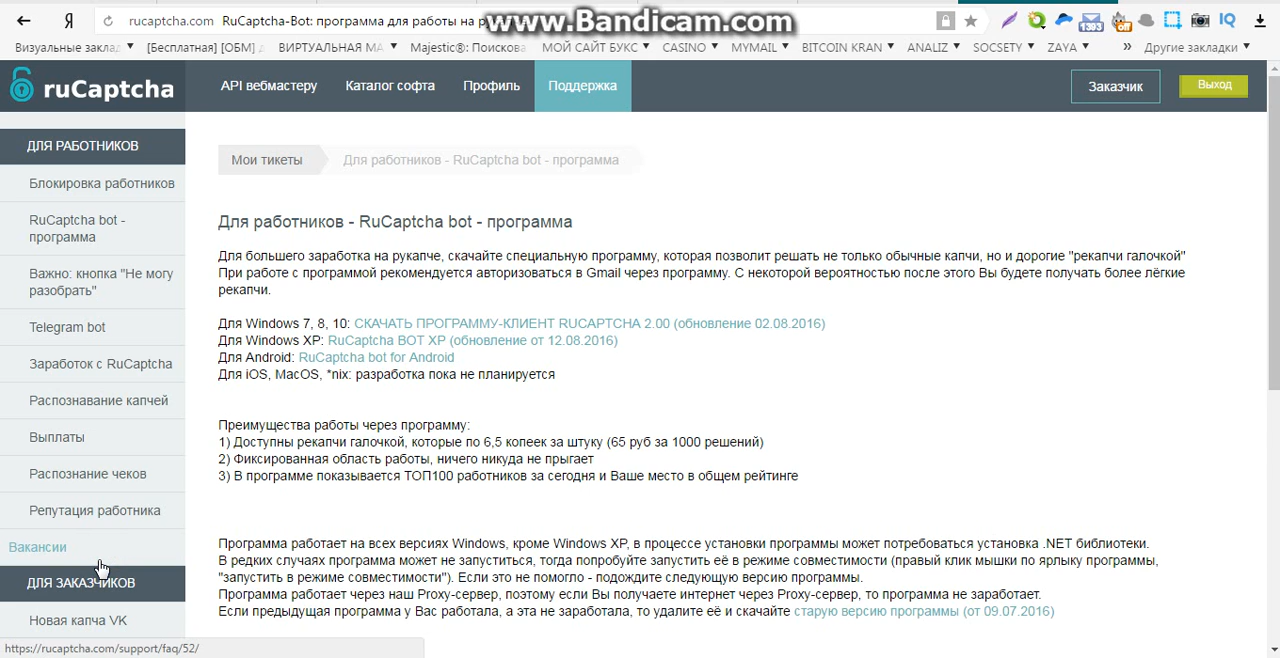 rucaptcha.com RuCaptcha-Bot: программа для работы на
www.Bandicam.com
1393
Off
IQ
Визуальные заклад
[Бесплатная] [ОБМ]
ВИРТУАЛЬНАЯ МА
Majestic®: Поискова
МОЙ САЙТ БУКС
CASINO
MYMAIL
BITCOIN KRAN
ANALIZ
SOCSETY
ZAYA
»
Другие закладки
ruCaptcha
API вебмастеру
Каталог софта
Профиль
Поддержка
Заказчик
Выход
ДЛЯ РАБОТНИКОВ
Блокировка работников
RuCaptcha bot -
программа
Важно: кнопка "Не могу
разобрать"
Telegram bot
Заработок с RuCaptcha
Распознавание капчей
Выплаты
Распознание чеков
Репутация работника
Вакансии
ДЛЯ ЗАКАЗЧИКОВ
Новая капча VK
https://rucaptcha.com/support/faq/52/
Мои тикеты
Для работников - RuCaptcha bot - программа
Для работников - RuCaptcha bot - программа
Для большего заработка на рукапче, скачайте специальную программу, которая позволит решать не только обычные капчи, но и дорогие "рекапчи галочкой"
При работе с программой рекомендуется авторизоваться в Gmail через программу. С некоторой вероятностью после этого Вы будете получать более лёгкие
рекапчи.
Для Windows 7, 8, 10: СКАЧАТЬ ПРОГРАММУ-КЛИЕНТ RUCAPTCHA 2.00 (обновление 02.08.2016)
Для Windows XP: RuCaptcha BOT XP (обновление от 12.08.2016)
Для Android: RuCaptcha bot for Android
Для iOS, MacOS, *nix: разработка пока не планируется
Преимущества работы через программу:
1) Доступны рекапчи галочкой, которые по 6,5 копеек за штуку (65 руб за 1000 решений)
2) Фиксированная область работы, ничего никуда не прыгает
3) В программе показывается ТОП100 работников за сегодня и Ваше место в общем рейтинге
Программа работает на всех версиях Windows, кроме Windows XP, в процессе установки программы может потребоваться установка .NET библиотеки.
В редких случаях программа может не запуститься, тогда попробуйте запустить её в режиме совместимости (правый клик мышки по ярлыку программы,
"запустить в режиме совместимости"). Если это не помогло - подождите следующую версию программы.
Программа работает через наш Proxy-сервер, поэтому если Вы получаете интернет через Proxy-сервер, то программа не заработает.
Если предыдущая программа у Вас работала, а эта не заработала, то удалите её и скачайте старую версию программы (от 09.07.2016)